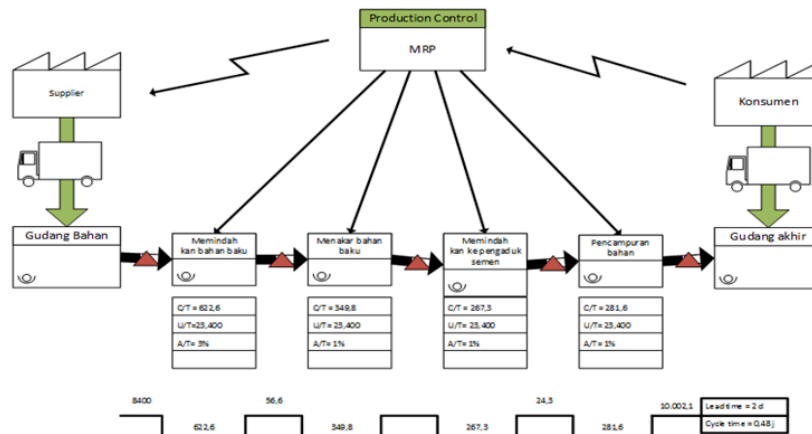 Production Control
MRP
Supplier
Konsumen
Gudang Bahan
Memindah
kan bahan baku
Menakar bahan
baku
Memindah
kan ke pengaduk
semen
Pencampuran
bahan
Gudang akhir
C/T = 622,6
U/T=23,400
A/T= 3%
C/T = 349,8
U/T=23,400
A/T= 1%
C/T = 267,3
U/T= 23,400
A/T= 1%
C/T = 281,6
U/T=23,400
A/T= 1%
8400
56,6
24,3
10.002,1
Lead time = 2 d
622,6
349,8
267,3
281,6
Cycle time = 0,48 j